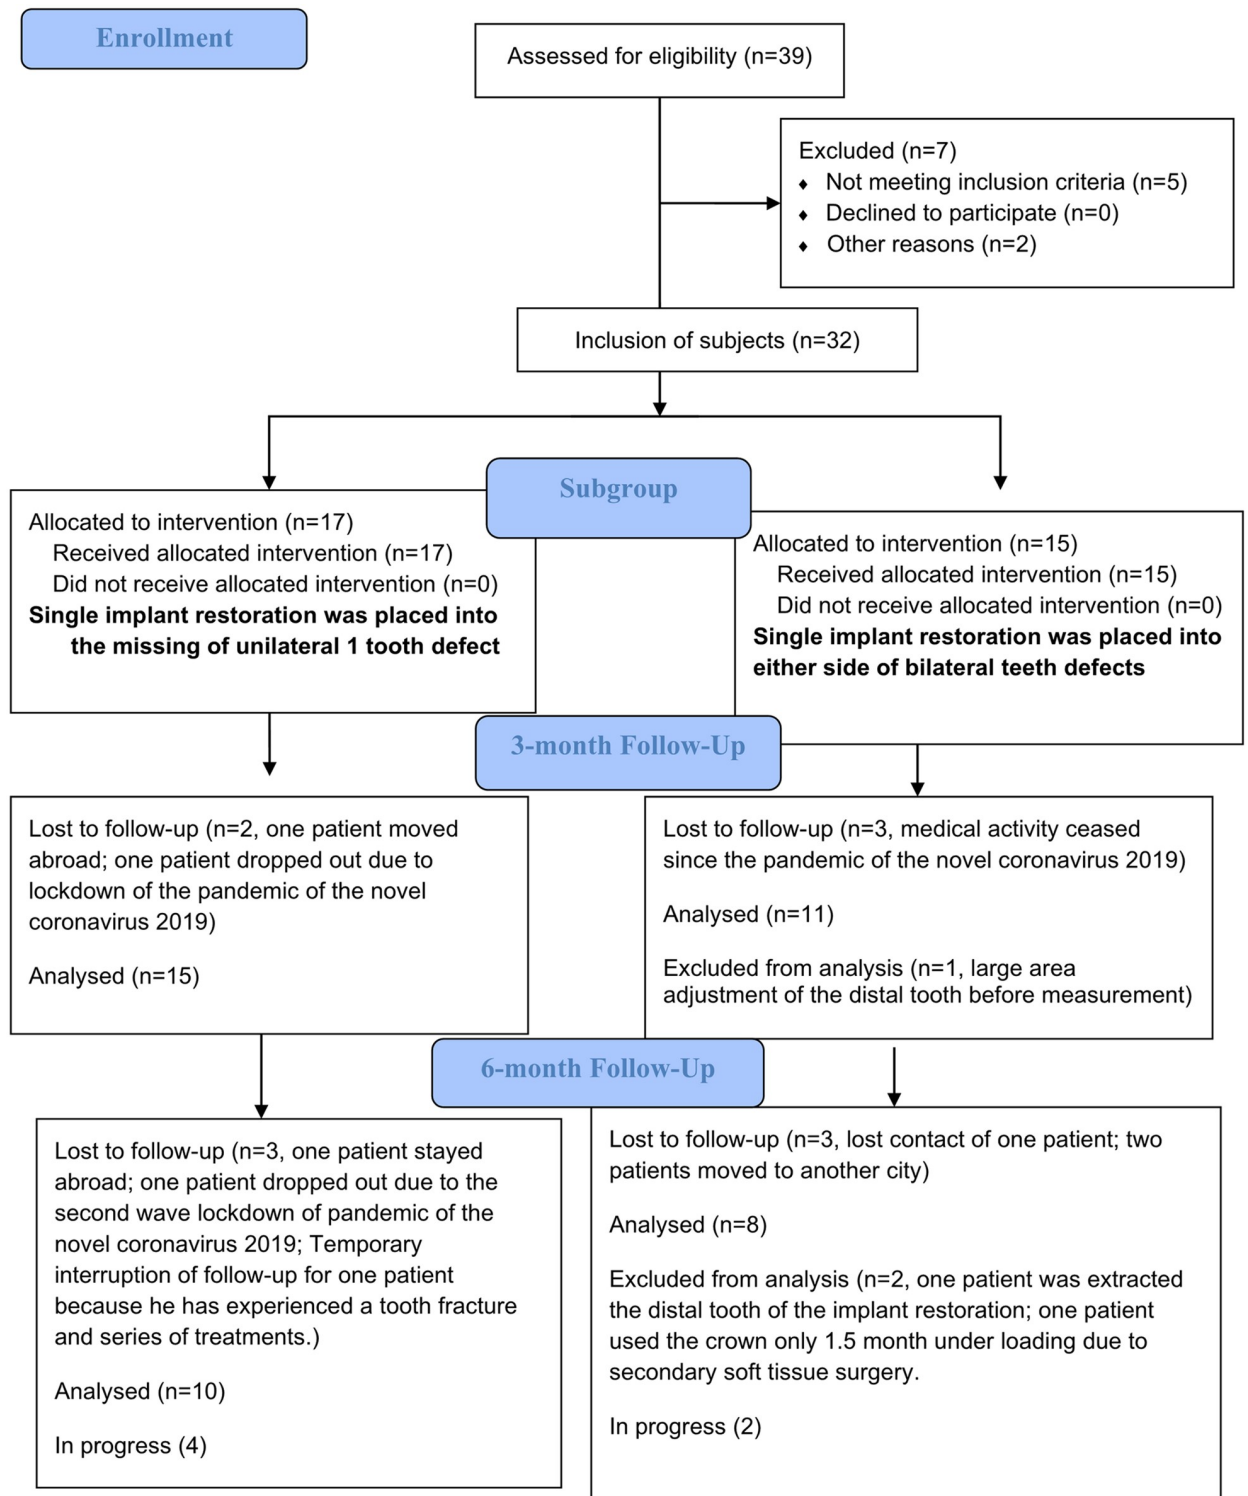 Enrollment
Assessed for eligibility (n=39)
Excluded (n=7)
♦ Not meeting inclusion criteria (n=5)
♦ Declined to participate (n=0)
♦ Other reasons (n=2)
Inclusion of subjects (n=32)
Subgroup
Allocated to intervention (n=17)
Received allocated intervention (n=17)
Did not receive allocated intervention (n=0)
Single implant restoration was placed into
the missing of unilateral 1 tooth defect
Allocated to intervention (n=15)
Received allocated intervention (n=15)
Did not receive allocated intervention (n=0)
Single implant restoration was placed into
either side of bilateral teeth defects
3-month Follow-Up
Lost to follow-up (n=2, one patient moved
abroad; one patient dropped out due to
lockdown of the pandemic of the novel
coronavirus 2019)
Analysed (n=15)
Lost to follow-up (n=3, medical activity ceased
since the pandemic of the novel coronavirus 2019)
Analysed (n=11)
Excluded from analysis (n=1, large area
adjustment of the distal tooth before measurement)
6-month Follow-Up
Lost to follow-up (n=3, one patient stayed
abroad; one patient dropped out due to the
second wave lockdown of pandemic of the
novel coronavirus 2019; Temporary
interruption of follow-up for one patient
because he has experienced a tooth fracture
and series of treatments.)
Analysed (n=10)
In progress (4)
Lost to follow-up (n=3, lost contact of one patient; two
patients moved to another city)
Analysed (n=8)
Excluded from analysis (n=2, one patient was extracted
the distal tooth of the implant restoration; one patient
used the crown only 1.5 month under loading due to
secondary soft tissue surgery.
In progress (2)